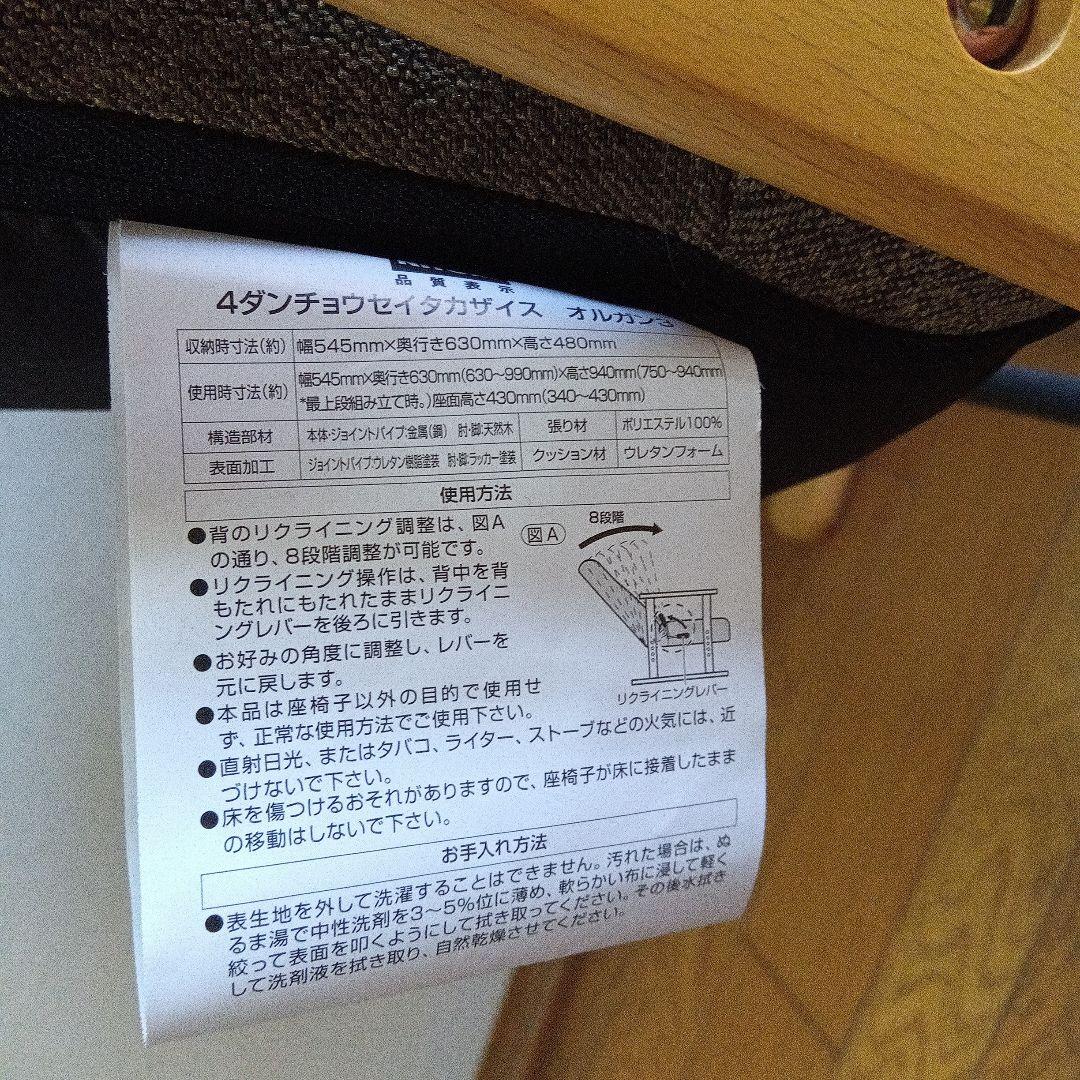 品質表示
4ダンチョウセイタカザイス オルガン3
収納時寸法(約) 幅545mm×奥行き630mm×高さ480mm
使用時寸法(約) 幅545mm×奥行き630mm(630〜990mm)×高さ940mm(750〜940mm
*最上段組み立て時。)座面高さ430mm(340〜430mm)
構造部材 本体・ジョイントパイプ:金属(鋼) 肘・脚:天然木 張り材 ポリエステル100%
表面加工 ジョイントパイプ:ウレタン樹脂塗装 肘・脚:ラッカー塗装 クッション材 ウレタンフォーム
使用方法
●背のリクライニング調整は、図A
の通り、8段階調整が可能です。
●リクライニング操作は、背中を背
もたれにもたれたままリクライニ
ングレバーを後ろに引きます。
●お好みの角度に調整し、レバーを
元に戻します。
図A
8段階
リクライニングレバー
●本品は座椅子以外の目的で使用せ
ず、正常な使用方法でご使用下さい。
●直射日光、またはタバコ、ライター、ストーブなどの火気には、近
づけないで下さい。
●床を傷つけるおそれがありますので、座椅子が床に接着したまま
の移動はしないで下さい。
お手入れ方法
●表生地を外して洗濯することはできません。汚れた場合は、ぬ
るま湯で中性洗剤を3〜5%位に薄め、軟らかい布に浸して軽く
絞って表面を叩くようにして拭き取ってください。その後水拭き
して洗剤液を拭き取り、自然乾燥させてください。